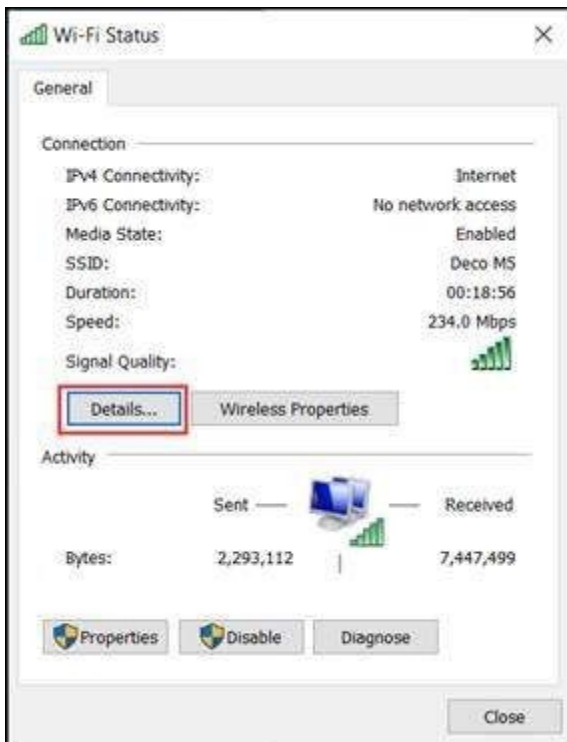 Wi-Fi Status
General
Connection
IPv4 Connectivity: Internet
IPv6 Connectivity: No network access
Media State: Enabled
SSID: Deco M5
Duration: 00:18:56
Speed: 234.0 Mbps
Signal Quality:
Details... Wireless Properties
Activity
Sent Received
Bytes: 2,293,112 7,447,499
Properties Disable Diagnose
Close